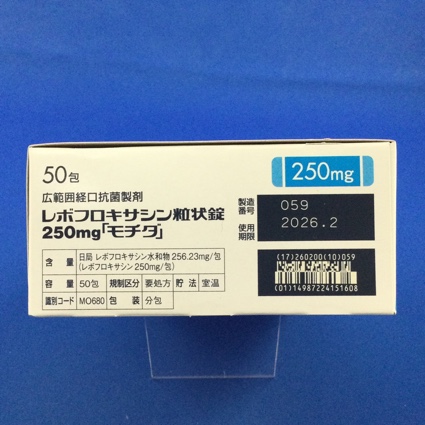 50包
250mg
広範囲経口抗菌製剤
レボフロキサシン粒状錠
250mg「モチダ」
製造番号 059
使用期限 2026.2
含量 日局 レボフロキサシン水和物 256.23mg/包
(レボフロキサシン 250mg/包)
容量 50包 規制区分 要処方 貯法 室温
識別コード MO680 包装 分包
(17)260200(10)059
(01)14987224151608